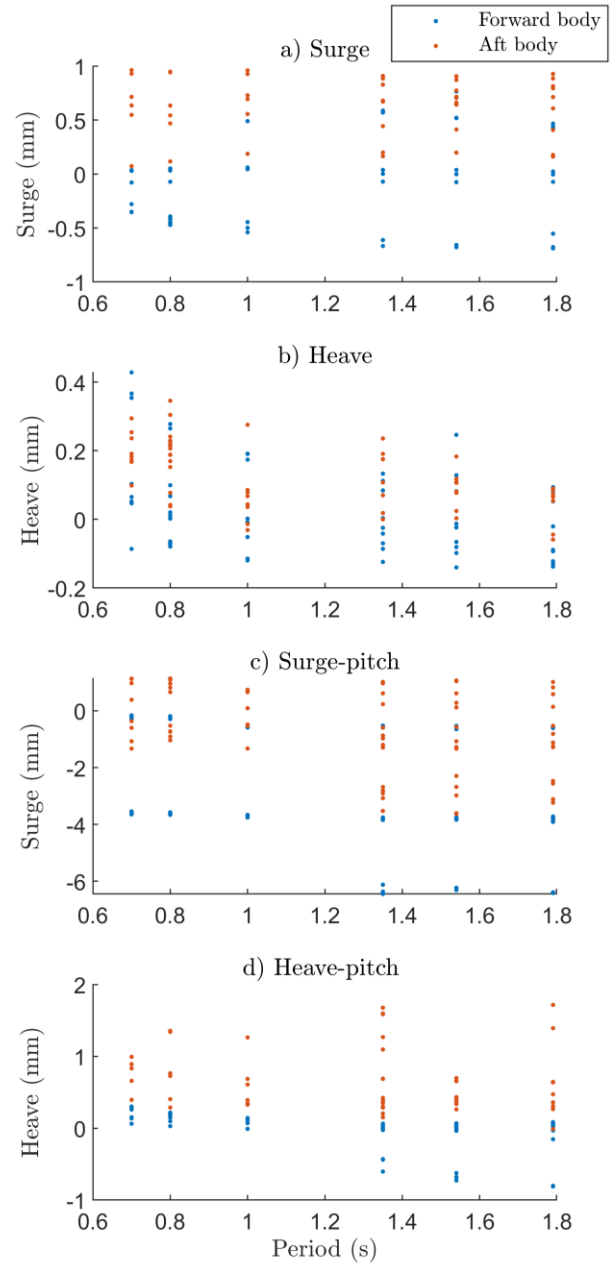 Forward body
Aft body
a) Surge
1
0.5
0
-0.5
-1
Surge (mm)
0.6 0.8 1 1.2 1.4 1.6 1.8
b) Heave
0.4
0.2
0
-0.2
Heave (mm)
0.6 0.8 1 1.2 1.4 1.6 1.8
c) Surge-pitch
0
-2
-4
-6
Surge (mm)
0.6 0.8 1 1.2 1.4 1.6 1.8
d) Heave-pitch
2
1
0
-1
Heave (mm)
0.6 0.8 1 1.2 1.4 1.6 1.8
Period (s)